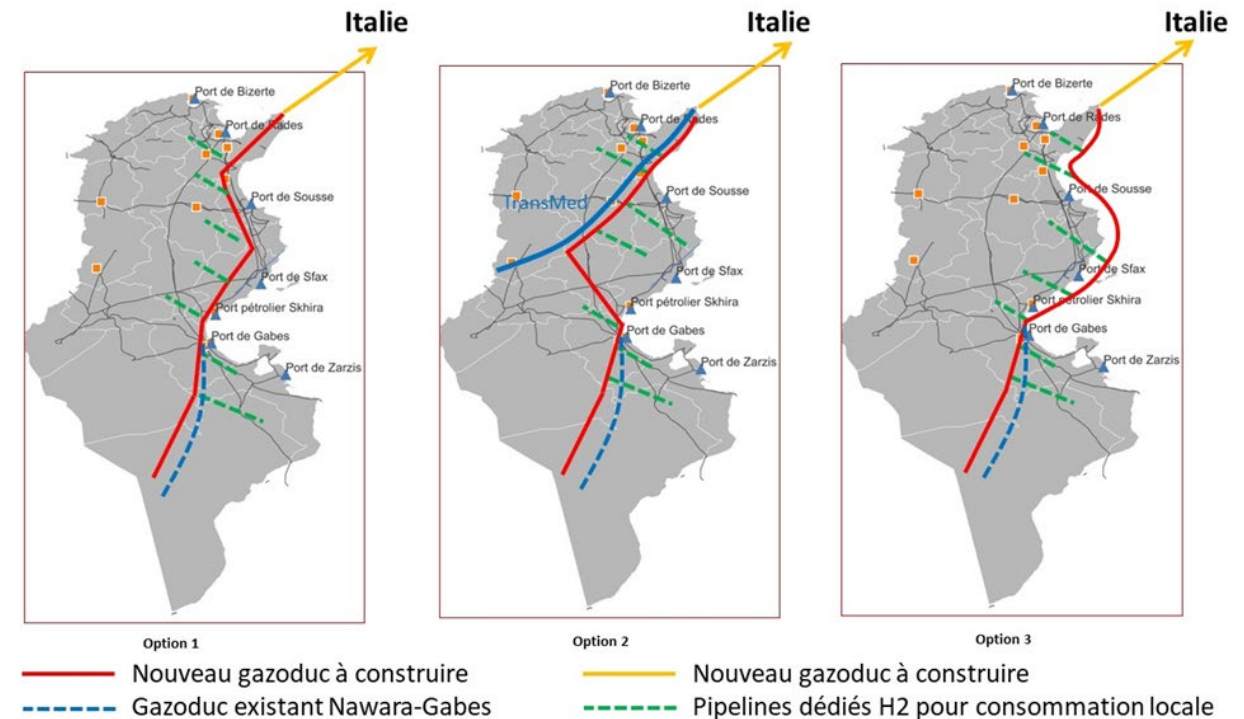 Italie
Port de Bizerte
Port de Rades
Port de Sousse
Port de Sfax
Port pétrolier Skhira
Port de Gabes
Port de Zarzis
Option 1
Italie
Port de Bizerte
Port de Rades
Port de Sousse
TransMed
Port de Sfax
Port pétrolier Skhira
Port de Gabes
Port de Zarzis
Option 2
Italie
Port de Bizerte
Port de Rades
Port de Sousse
Port de Sfax
Port pétrolier Skhira
Port de Gabes
Port de Zarzis
Option 3
Nouveau gazoduc à construire
Nouveau gazoduc à construire
Gazoduc existant Nawara-Gabes
Pipelines dédiés H2 pour consommation locale